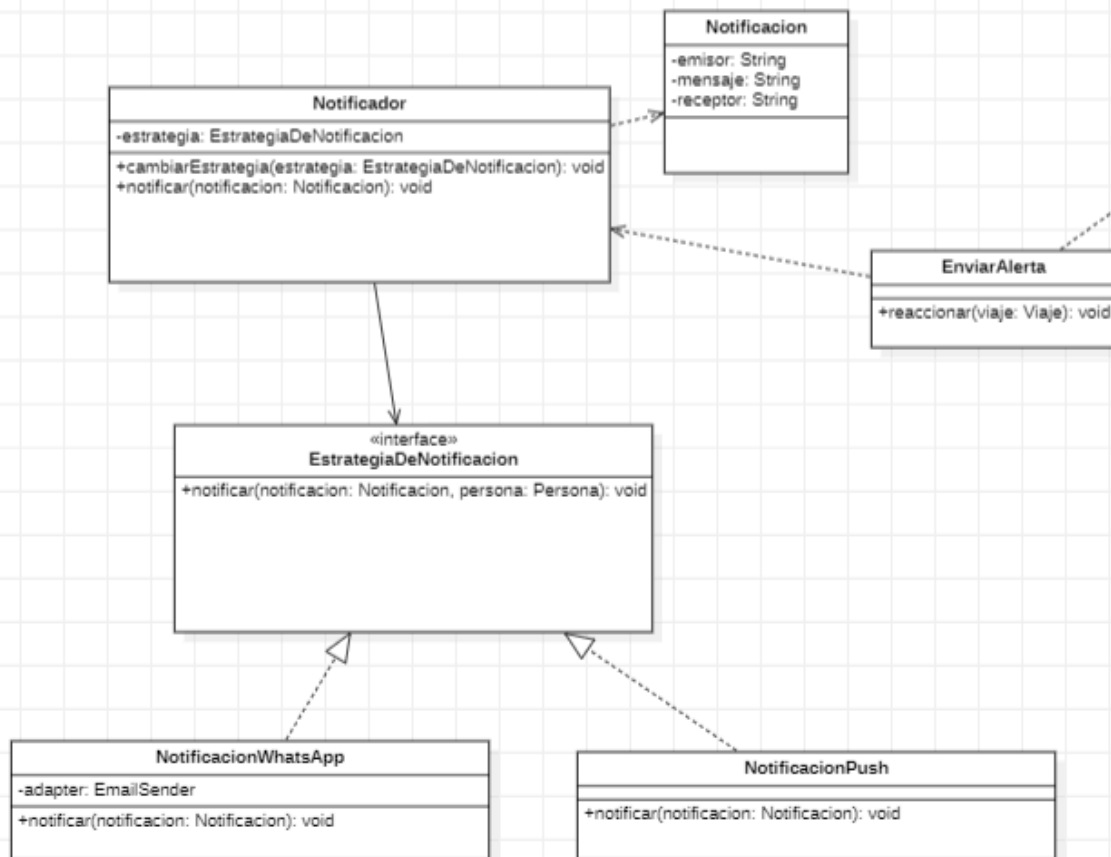 Notificacion
-emisor: String
-mensaje: String
-receptor: String
Notificador
-estrategia: EstrategiaDeNotificacion
+cambiarEstrategia(estrategia: EstrategiaDeNotificacion): void
+notificar(notificacion: Notificacion): void
EnviarAlerta
+reaccionar(viaje: Viaje): void
«interface»
EstrategiaDeNotificacion
+notificar(notificacion: Notificacion, persona: Persona): void
NotificacionWhatsApp
-adapter: EmailSender
+notificar(notificacion: Notificacion): void
NotificacionPush
+notificar(notificacion: Notificacion): void